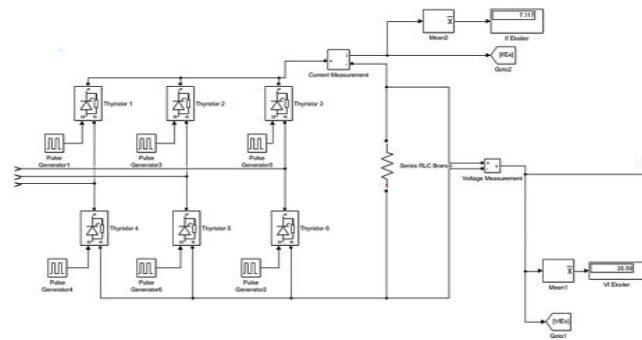 7.117
Mean2
If Eksiter
[IfEx]
Goto2
Current Measurement
Thyristor 1
Thyristor 2
Thyristor 3
Pulse
Generator1
Pulse
Generator3
Pulse
Generator5
Series RLC Branch
Voltage Measurement
Thyristor 4
Thyristor 5
Thyristor 6
Pulse
Generator4
Pulse
Generator6
Pulse
Generator2
35.59
Mean1
Vf Eksiter
[VfEx]
Goto1